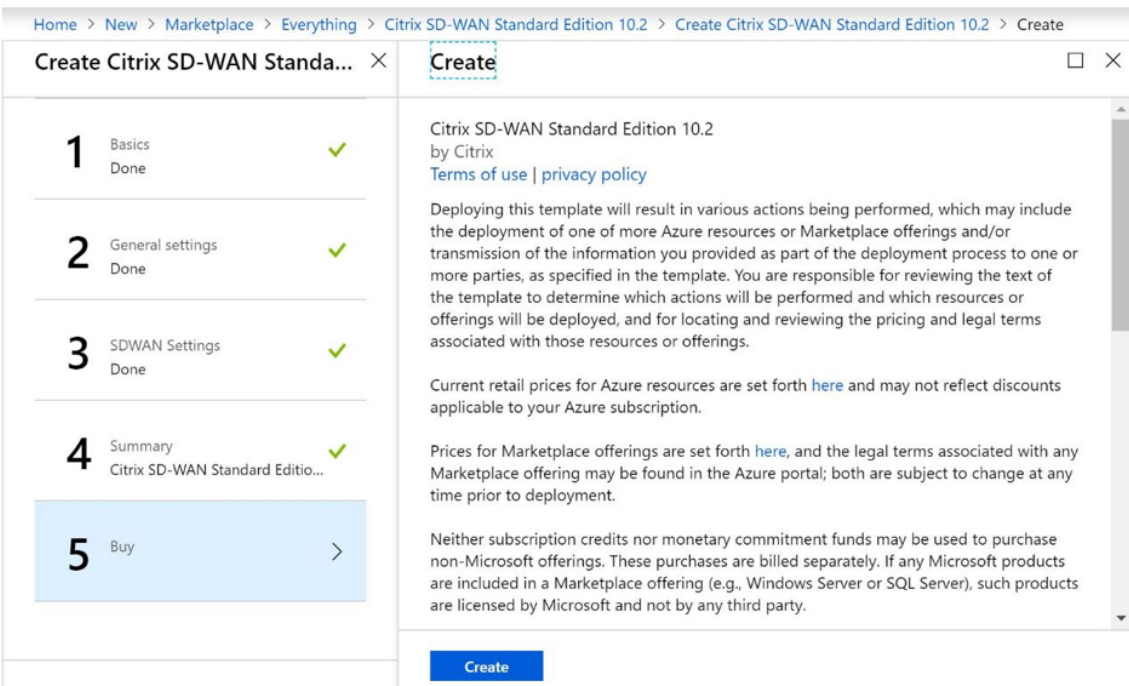 Home > New > Marketplace > Everything > Citrix SD-WAN Standard Edition 10.2 > Create Citrix SD-WAN Standard Edition 10.2 > Create
Create Citrix SD-WAN Standa...
1 Basics
Done
2 General settings
Done
3 SDWAN Settings
Done
4 Summary
Citrix SD-WAN Standard Editio...
5 Buy
Create
Citrix SD-WAN Standard Edition 10.2
by Citrix
Terms of use | privacy policy
Deploying this template will result in various actions being performed, which may include
the deployment of one of more Azure resources or Marketplace offerings and/or
transmission of the information you provided as part of the deployment process to one or
more parties, as specified in the template. You are responsible for reviewing the text of
the template to determine which actions will be performed and which resources or
offerings will be deployed, and for locating and reviewing the pricing and legal terms
associated with those resources or offerings.
Current retail prices for Azure resources are set forth here and may not reflect discounts
applicable to your Azure subscription.
Prices for Marketplace offerings are set forth here, and the legal terms associated with any
Marketplace offering may be found in the Azure portal; both are subject to change at any
time prior to deployment.
Neither subscription credits nor monetary commitment funds may be used to purchase
non-Microsoft offerings. These purchases are billed separately. If any Microsoft products
are included in a Marketplace offering (e.g., Windows Server or SQL Server), such products
are licensed by Microsoft and not by any third party.
Create